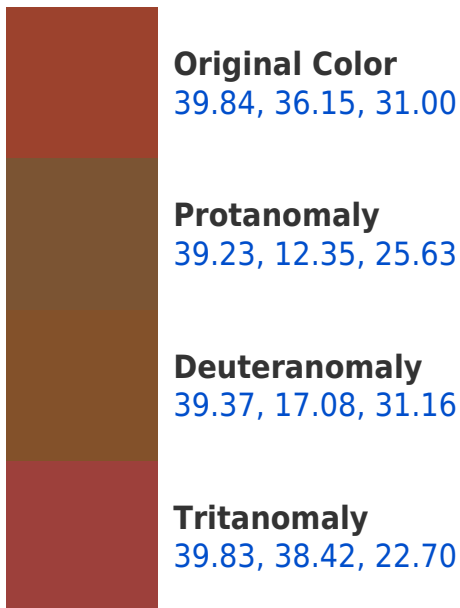 Original Color
39.84, 36.15, 31.00
Protanomaly
39.23, 12.35, 25.63
Deuteranomaly
39.37, 17.08, 31.16
Tritanomaly
39.83, 38.42, 22.70